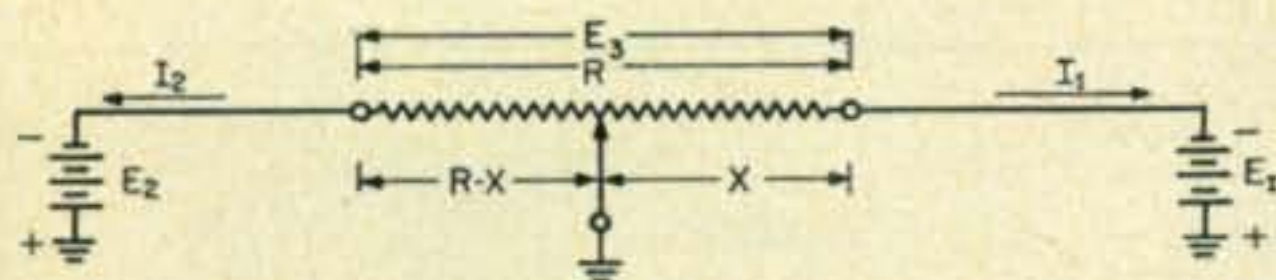 E₃
R
I₂ I₁
− −
E₂ R-X X E₁
+ +